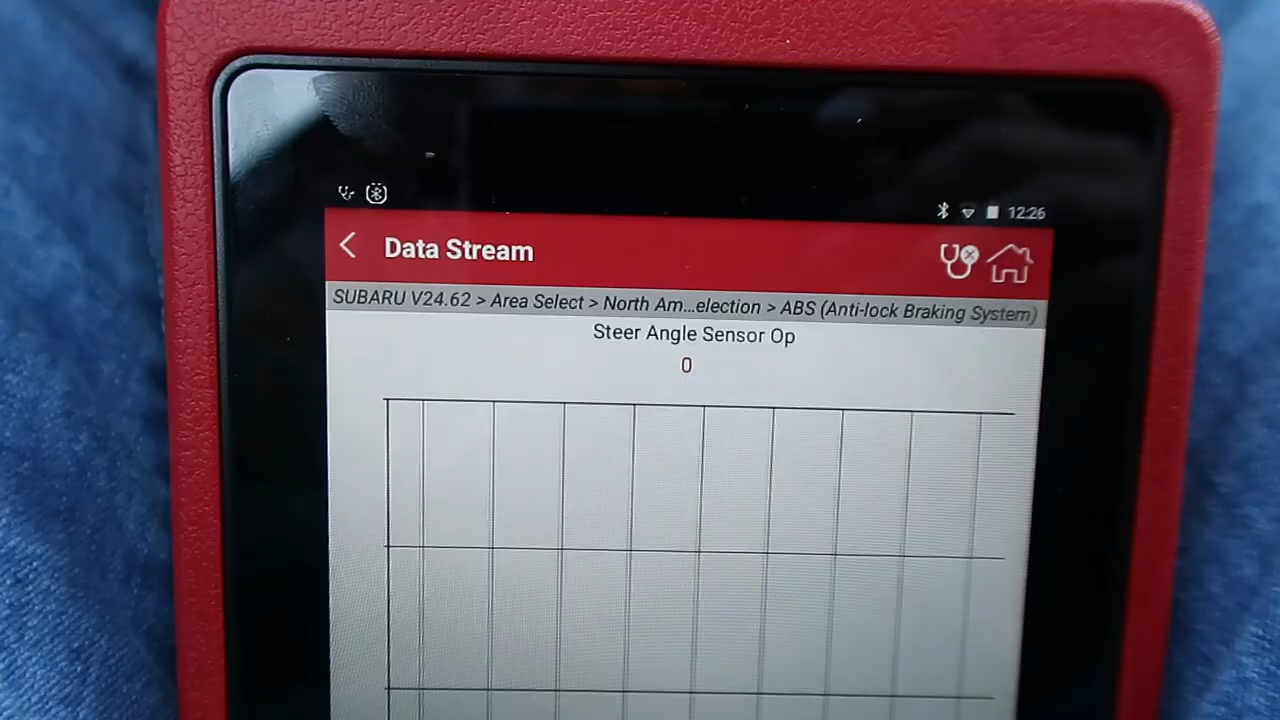 12:26
Data Stream
SUBARU V24.62 > Area Select > North Am...election > ABS (Anti-lock Braking System)
Steer Angle Sensor Op
0